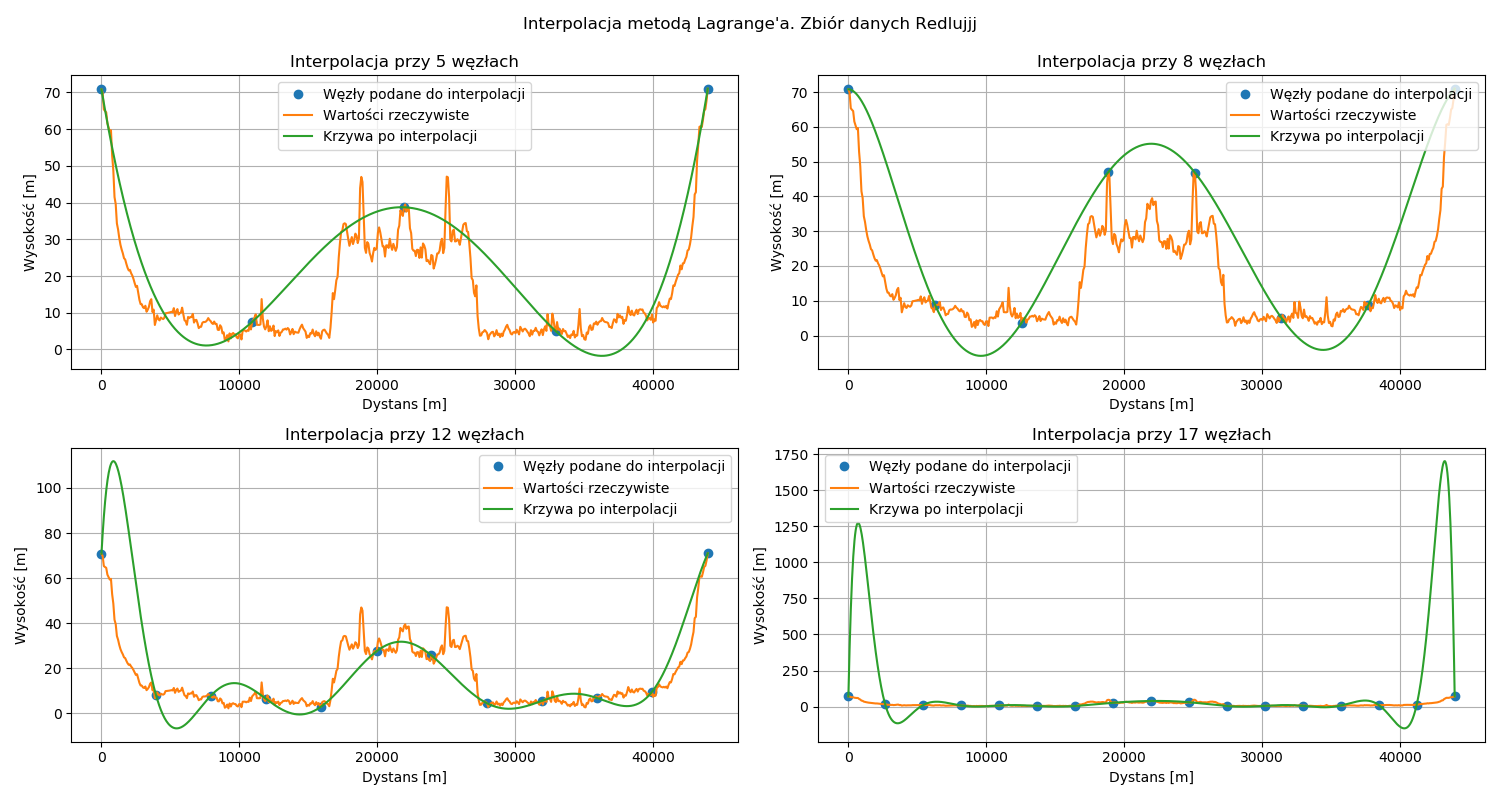 Interpolacja metodą Lagrange'a. Zbiór danych Redlujjj
Interpolacja przy 5 węzłach
Węzły podane do interpolacji
Wartości rzeczywiste
Krzywa po interpolacji
Wysokość [m]
70
60
50
40
30
20
10
0
0 10000 20000 30000 40000
Dystans [m]
Interpolacja przy 8 węzłach
Węzły podane do interpolacji
Wartości rzeczywiste
Krzywa po interpolacji
Wysokość [m]
70
60
50
40
30
20
10
0
0 10000 20000 30000 40000
Dystans [m]
Interpolacja przy 12 węzłach
Węzły podane do interpolacji
Wartości rzeczywiste
Krzywa po interpolacji
Wysokość [m]
100
80
60
40
20
0
0 10000 20000 30000 40000
Dystans [m]
Interpolacja przy 17 węzłach
Węzły podane do interpolacji
Wartości rzeczywiste
Krzywa po interpolacji
Wysokość [m]
1750
1500
1250
1000
750
500
250
0
0 10000 20000 30000 40000
Dystans [m]